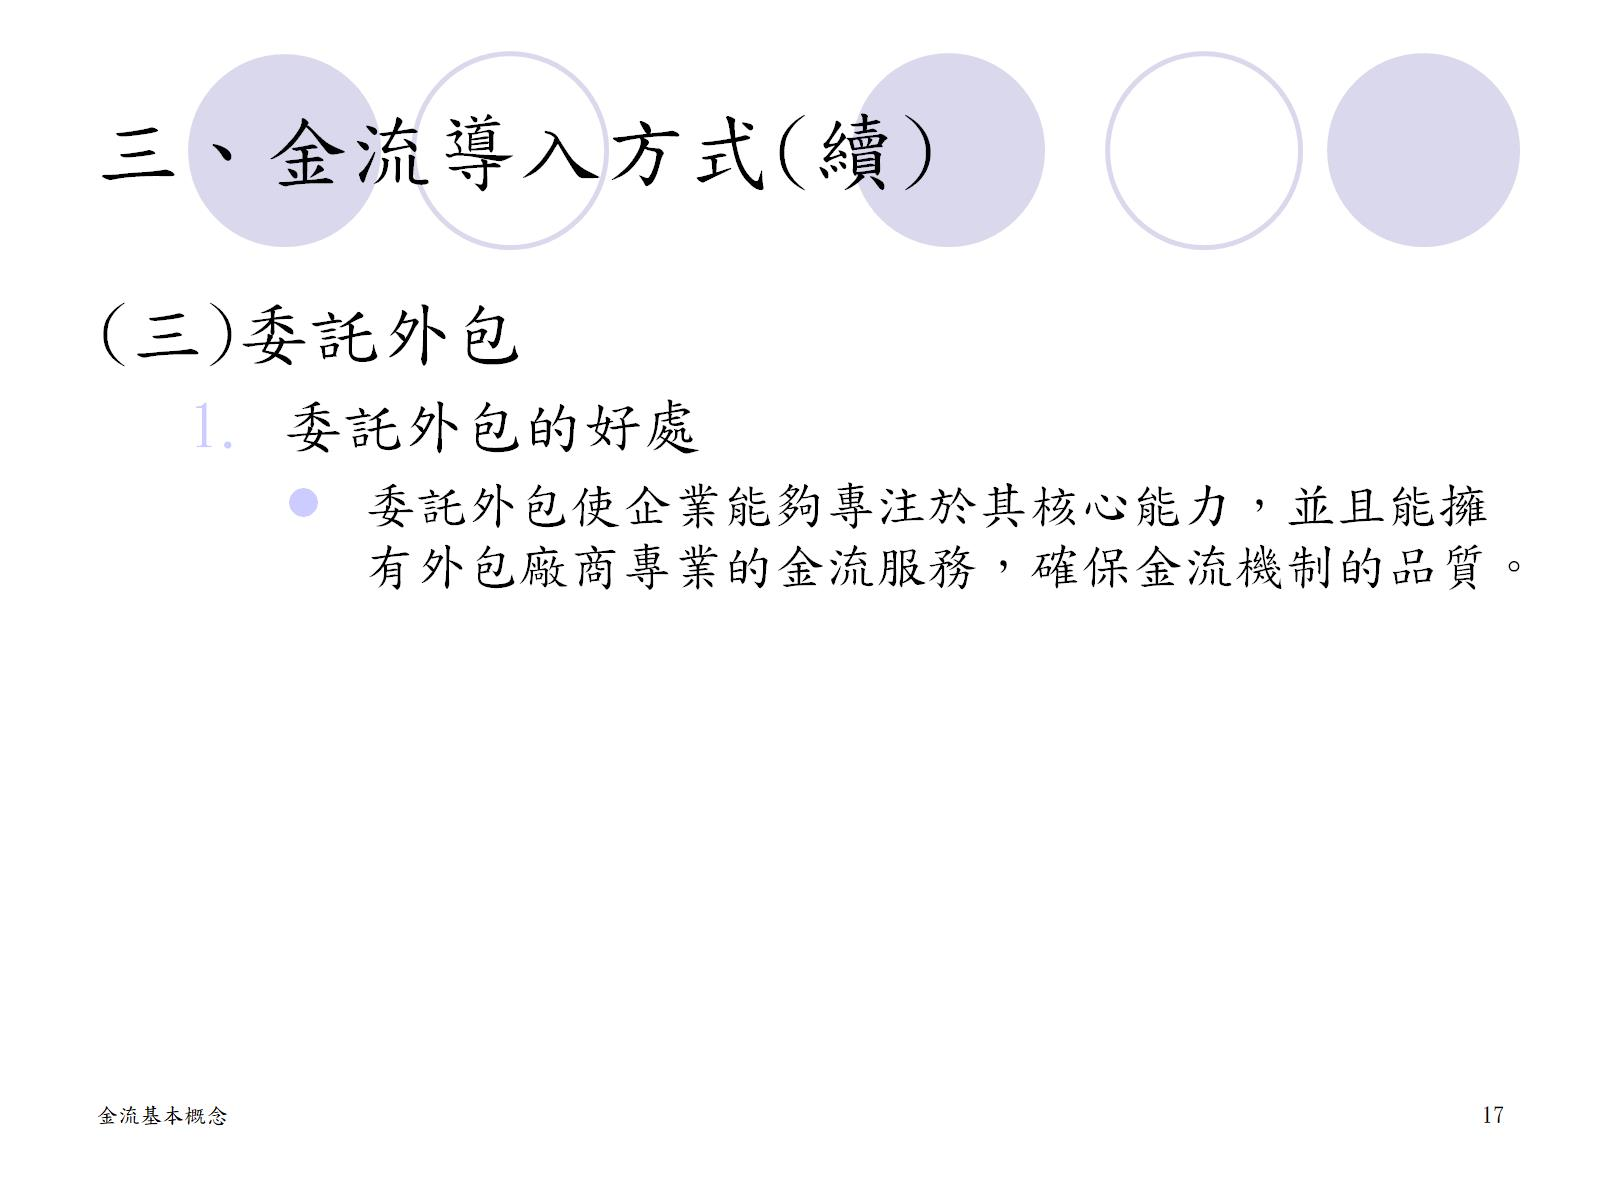 三、金流導入方式(續)
(三)委託外包
1. 委託外包的好處
● 委託外包使企業能夠專注於其核心能力，並且能擁
有外包廠商專業的金流服務，確保金流機制的品質。
金流基本概念
17